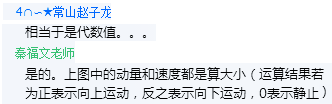 4∩∽★常山赵子龙
相当于是代数值。。。
秦福文老师
是的。上图中的动量和速度都是算大小（运算结果若
为正表示向上运动，反之表示向下运动，0表示静止）